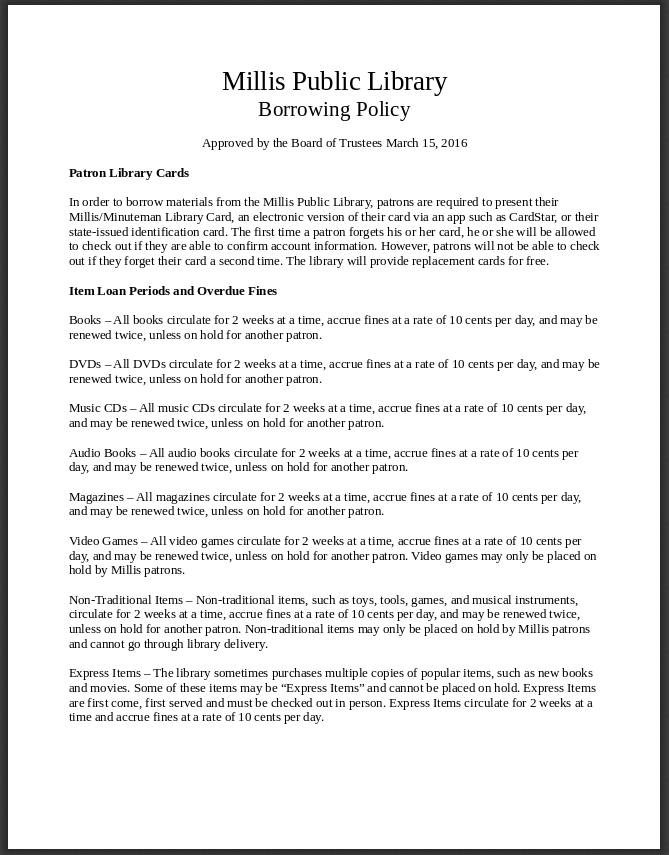 Millis Public Library
Borrowing Policy
Approved by the Board of Trustees March 15, 2016
Patron Library Cards
In order to borrow materials from the Millis Public Library, patrons are required to present their
Millis/Minuteman Library Card, an electronic version of their card via an app such as CardStar, or their
state-issued identification card. The first time a patron forgets his or her card, he or she will be allowed
to check out if they are able to confirm account information. However, patrons will not be able to check
out if they forget their card a second time. The library will provide replacement cards for free.
Item Loan Periods and Overdue Fines
Books – All books circulate for 2 weeks at a time, accrue fines at a rate of 10 cents per day, and may be
renewed twice, unless on hold for another patron.
DVDs – All DVDs circulate for 2 weeks at a time, accrue fines at a rate of 10 cents per day, and may be
renewed twice, unless on hold for another patron.
Music CDs – All music CDs circulate for 2 weeks at a time, accrue fines at a rate of 10 cents per day,
and may be renewed twice, unless on hold for another patron.
Audio Books – All audio books circulate for 2 weeks at a time, accrue fines at a rate of 10 cents per
day, and may be renewed twice, unless on hold for another patron.
Magazines – All magazines circulate for 2 weeks at a time, accrue fines at a rate of 10 cents per day,
and may be renewed twice, unless on hold for another patron.
Video Games – All video games circulate for 2 weeks at a time, accrue fines at a rate of 10 cents per
day, and may be renewed twice, unless on hold for another patron. Video games may only be placed on
hold by Millis patrons.
Non-Traditional Items – Non-traditional items, such as toys, tools, games, and musical instruments,
circulate for 2 weeks at a time, accrue fines at a rate of 10 cents per day, and may be renewed twice,
unless on hold for another patron. Non-traditional items may only be placed on hold by Millis patrons
and cannot go through library delivery.
Express Items – The library sometimes purchases multiple copies of popular items, such as new books
and movies. Some of these items may be “Express Items” and cannot be placed on hold. Express Items
are first come, first served and must be checked out in person. Express Items circulate for 2 weeks at a
time and accrue fines at a rate of 10 cents per day.